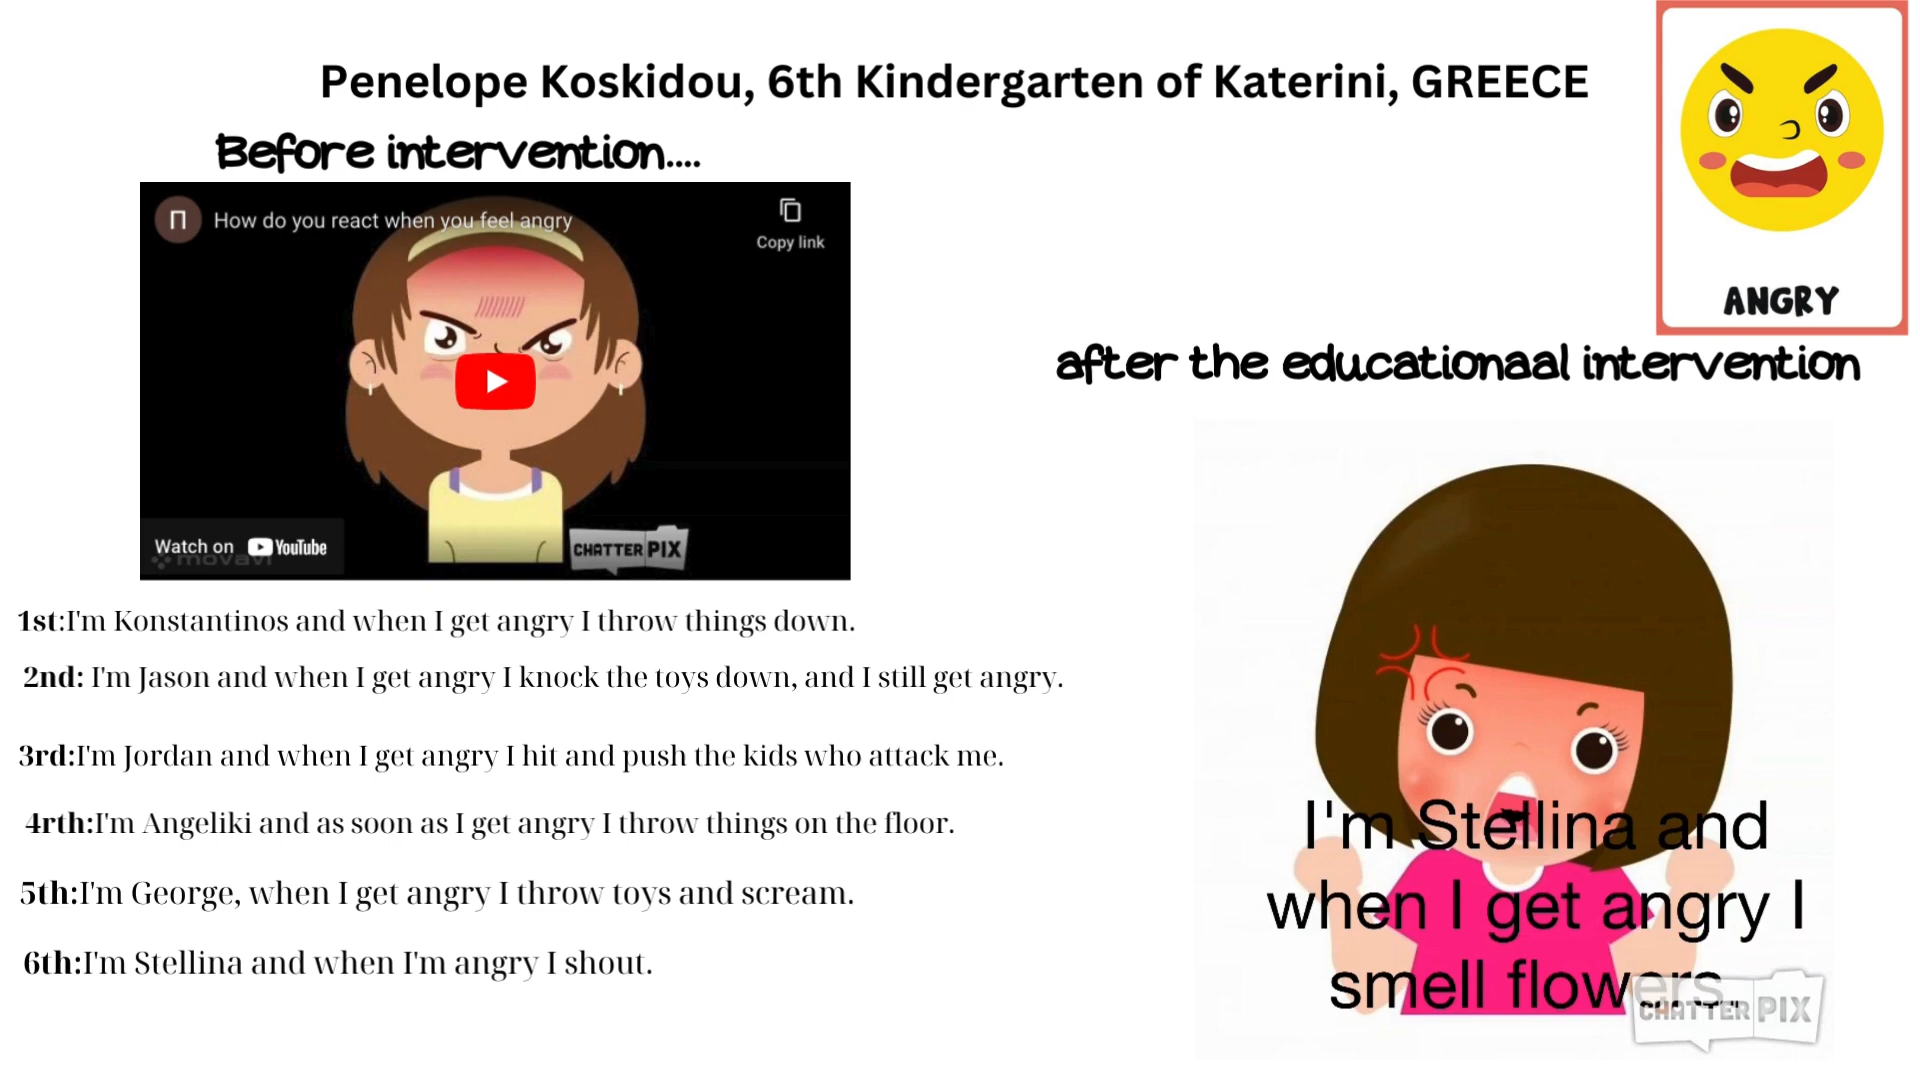 Penelope Koskidou, 6th Kindergarten of Katerini, GREECE
Before intervention....
П How do you react when you feel angry
Copy link
Watch on YouTube
movavi
CHATTER PIX
1st:I'm Konstantinos and when I get angry I throw things down.
2nd: I'm Jason and when I get angry I knock the toys down, and I still get angry.
3rd:I'm Jordan and when I get angry I hit and push the kids who attack me.
4rth:I'm Angeliki and as soon as I get angry I throw things on the floor.
5th:I'm George, when I get angry I throw toys and scream.
6th:I'm Stellina and when I'm angry I shout.
ANGRY
after the educationaal intervention
I'm Stellina and
when I get angry I
smell flowers..
CHATTER PIX